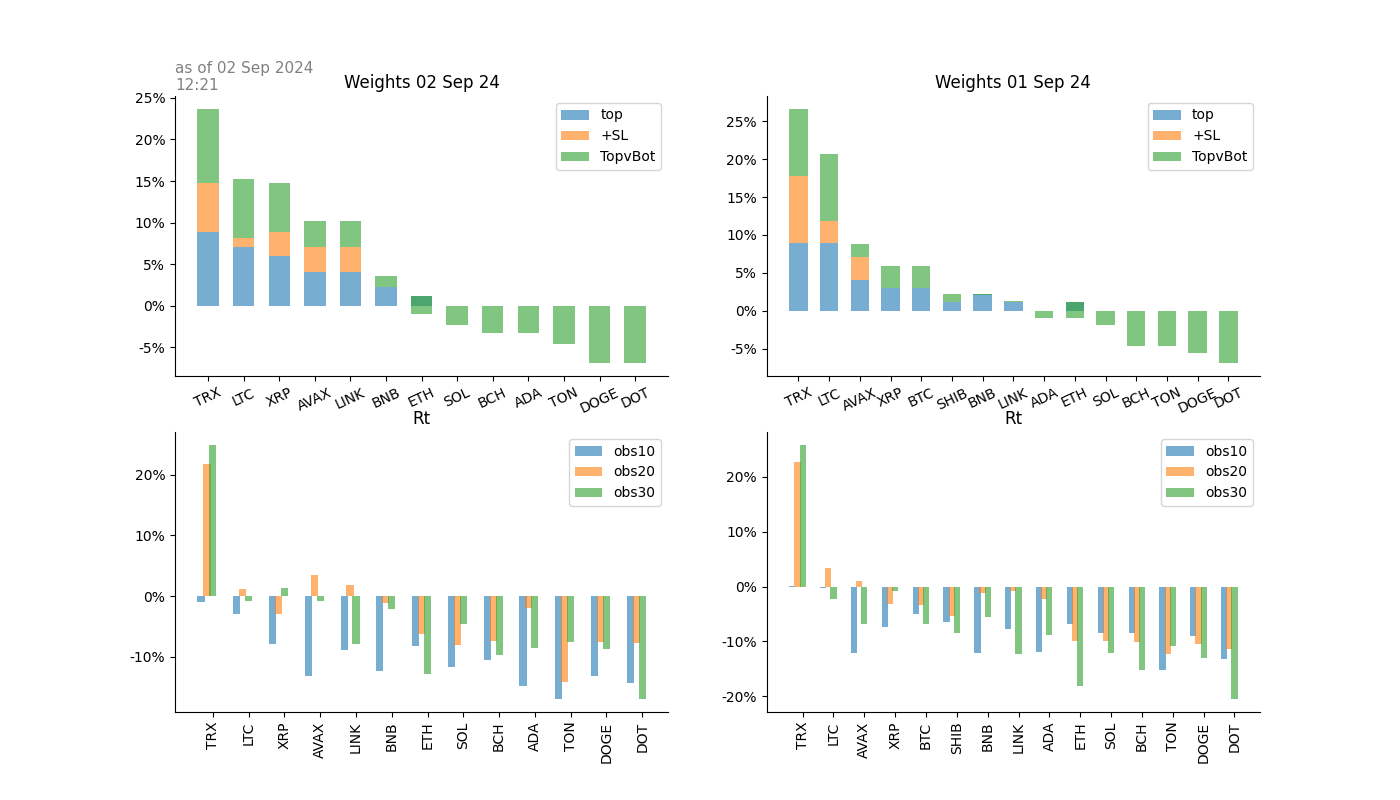 as of 02 Sep 2024
12:21
Weights 02 Sep 24
25%
20%
15%
10%
5%
0%
-5%
top
+SL
TopvBot
TRX LTC XRP AVAX LINK BNB ETH SOL BCH ADA TON DOGE DOT
Weights 01 Sep 24
25%
20%
15%
10%
5%
0%
-5%
top
+SL
TopvBot
TRX LTC AVAX XRP BTC SHIB BNB LINK ADA ETH SOL BCH TON DOGE DOT
Rt
20%
10%
0%
-10%
obs10
obs20
obs30
TRX LTC XRP AVAX LINK BNB ETH SOL BCH ADA TON DOGE DOT
Rt
20%
10%
0%
-10%
-20%
obs10
obs20
obs30
TRX LTC AVAX XRP BTC SHIB BNB LINK ADA ETH SOL BCH TON DOGE DOT